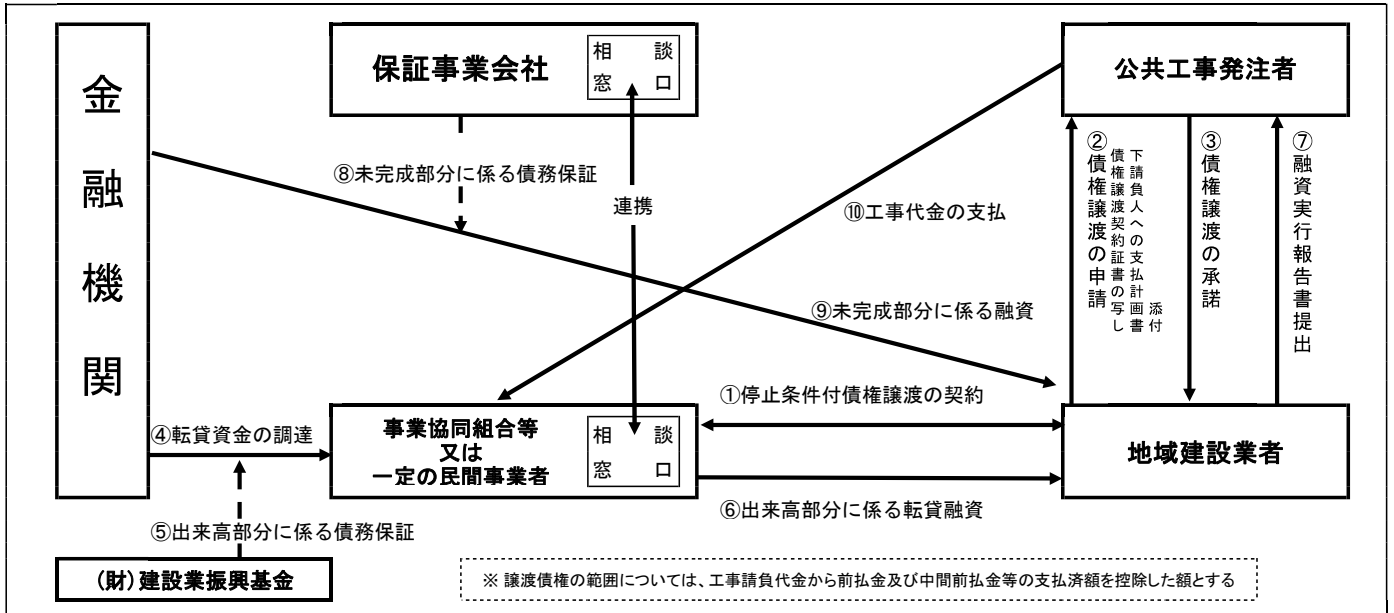 金融機関
保証事業会社
相談
窓口
公共工事発注者
⑧未完成部分に係る債務保証
連携
⑩工事代金の支払
⑨未完成部分に係る融資
②債権譲渡の申請
債権譲渡契約証書の写し
下請負人への支払計画書
添付
③債権譲渡の承諾
⑦融資実行報告書提出
①停止条件付債権譲渡の契約
④転貸資金の調達
事業協同組合等
又は
一定の民間事業者
相談
窓口
地域建設業者
⑥出来高部分に係る転貸融資
⑤出来高部分に係る債務保証
(財)建設業振興基金
※ 譲渡債権の範囲については、工事請負代金から前払金及び中間前払金等の支払済額を控除した額とする